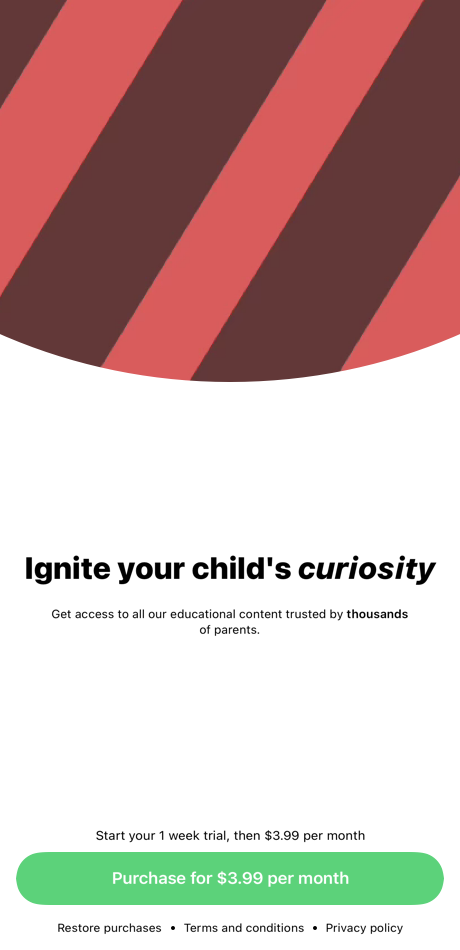 Ignite your child's curiosity
Get access to all our educational content trusted by thousands
of parents.
Start your 1 week trial, then $3.99 per month
Purchase for $3.99 per month
Restore purchases • Terms and conditions • Privacy policy